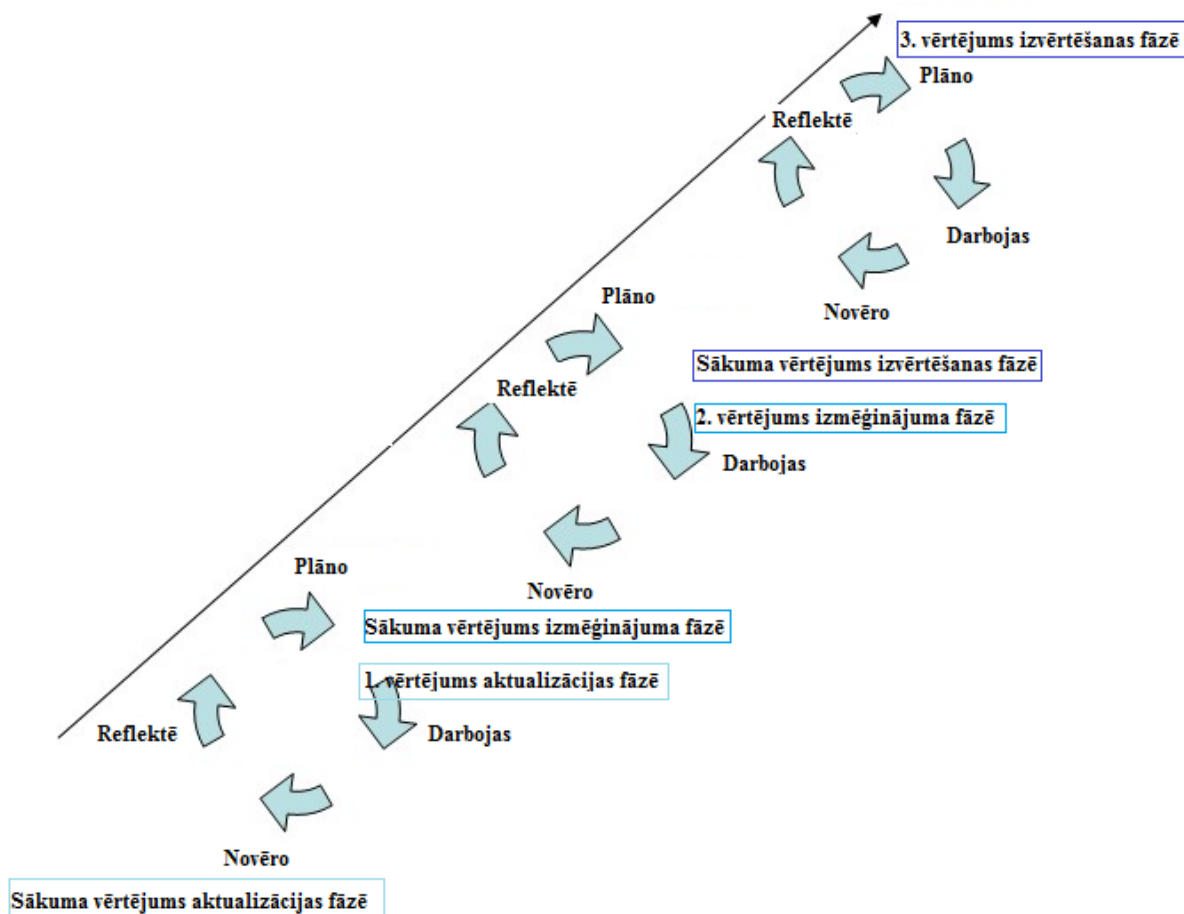 3. vērtējums izvērtēšanas fāzē
Plāno
Reflektē
Darbojas
Novēro
Plāno
Sākuma vērtējums izvērtēšanas fāzē
Reflektē
2. vērtējums izmēģinājuma fāzē
Darbojas
Plāno
Novēro
Sākuma vērtējums izmēģinājuma fāzē
1. vērtējums aktualizācijas fāzē
Reflektē
Darbojas
Novēro
Sākuma vērtējums aktualizācijas fāzē